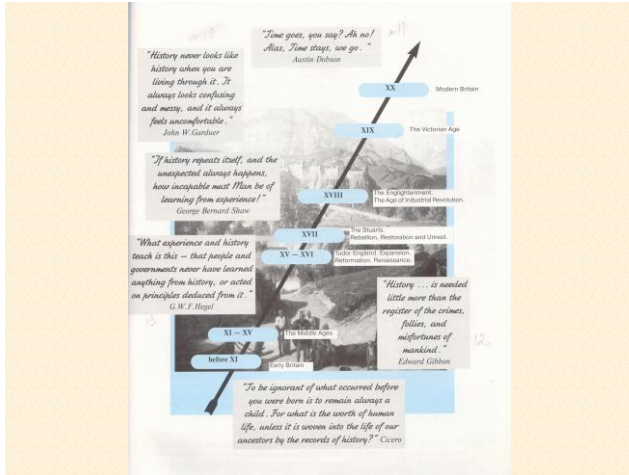 "Time goes, you say? Ah no!
Alas, Time stays, we go."
Austin Dobson
"History never looks like
history when you are
living through it. It
always looks confusing
and messy, and it always
feels uncomfortable."
John W. Garduer
XX
Modern Britain
XIX
The Victorian Age
"If history repeats itself, and the
unexpected always happens,
how incapable must Man be of
learning from experience!"
George Bernard Shaw
XVIII
The Englightenment.
The Age of Industrial Revolution.
XVII
The Stuarts.
Rebellion, Restoration and Unrest.
XV – XVI
Tudor England. Expansion.
Reformation. Renaissance.
"What experience and history
teach is this – that people and
governments never have learned
anything from history, or acted
on principles deduced from it."
G.W.F. Hegel
"History ... is needed
little more than the
register of the crimes,
follies, and
misfortunes of
mankind."
Edward Gibbon
13
12
XI – XV
The Middle Ages
before XI
Early Britain
"To be ignorant of what occurred before
you were born is to remain always a
child. For what is the worth of human
life, unless it is woven into the life of our
ancestors by the records of history?" Cicero